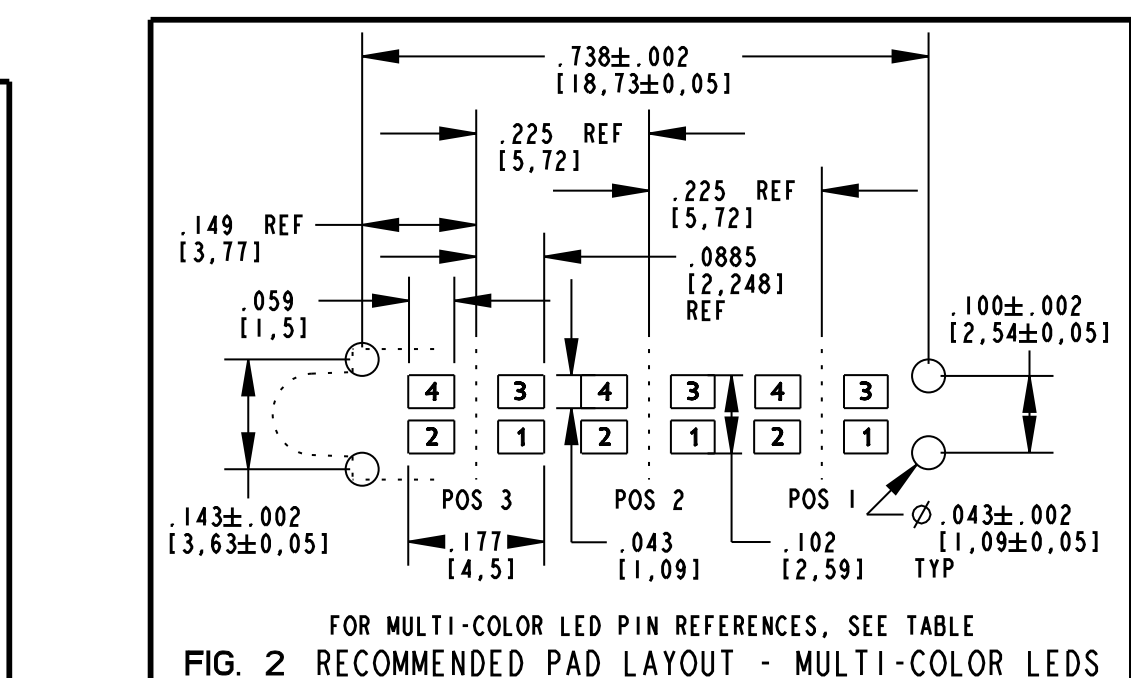 .738±.002
[18,73±0,05]
.225 REF
[5,72]
.225 REF
[5,72]
.149 REF
[3,77]
.0885
[2,248]
REF
.059
[1,5]
.100±.002
[2,54±0,05]
4 3 4 3 4 3
2 1 2 1 2 1
POS 3 POS 2 POS 1
.143±.002
[3,63±0,05]
.177
[4,5]
.043
[1,09]
.102
[2,59]
Ø.043±.002
[1,09±0,05]
TYP
FOR MULTI-COLOR LED PIN REFERENCES, SEE TABLE
FIG. 2 RECOMMENDED PAD LAYOUT - MULTI-COLOR LEDS